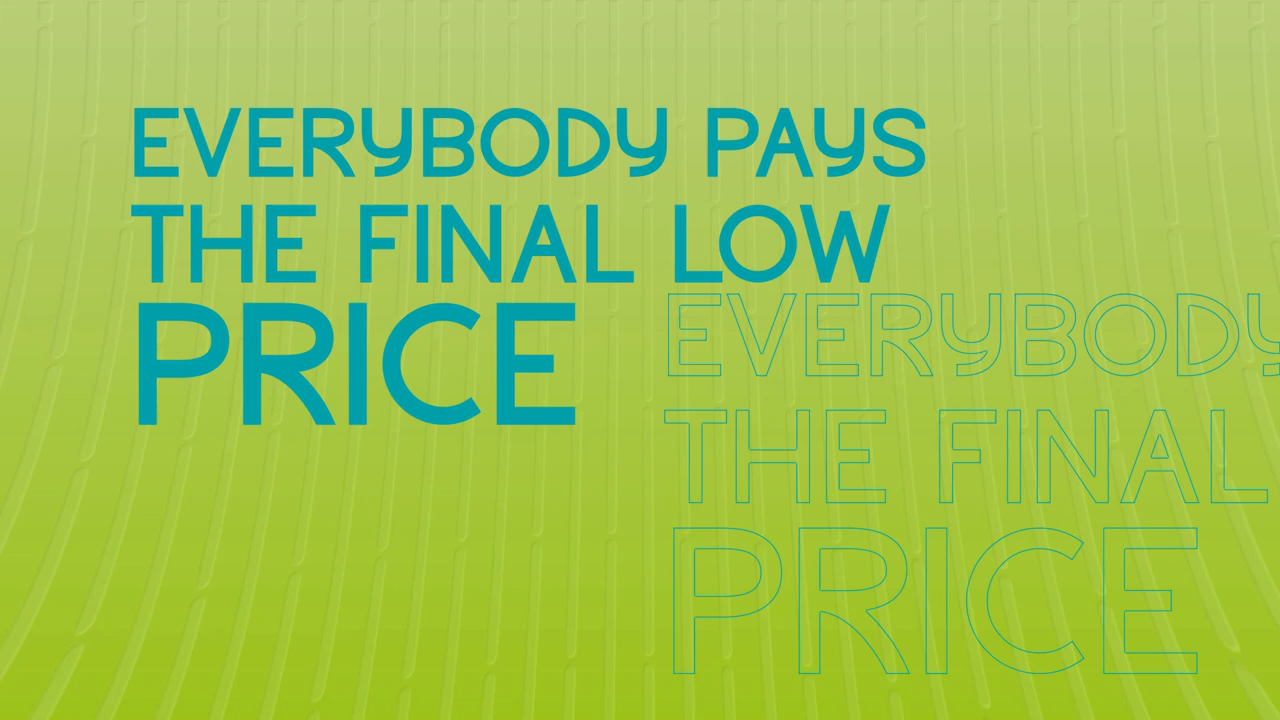 EVERYBODY PAYS
THE FINAL LOW
PRICE
EVERYBODY
THE FINAL
PRICE